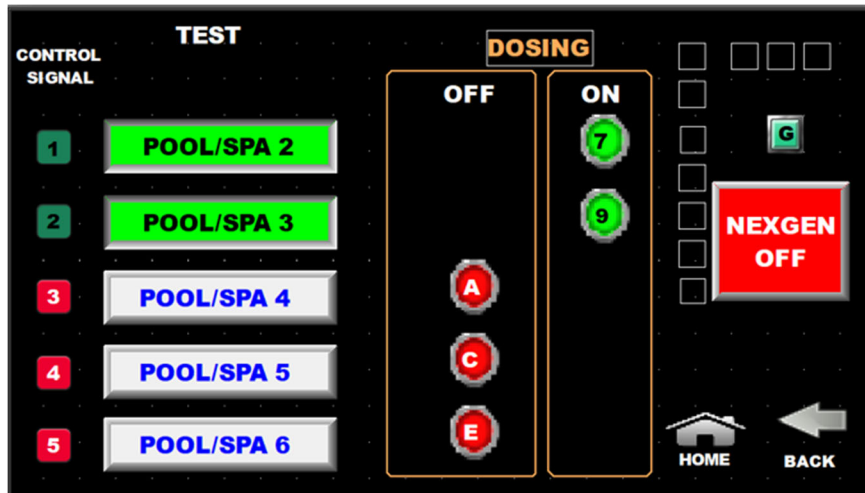 TEST
CONTROL
SIGNAL
DOSING
OFF
ON
1
POOL/SPA 2
7
G
2
POOL/SPA 3
9
NEXGEN
OFF
3
POOL/SPA 4
A
4
POOL/SPA 5
C
5
POOL/SPA 6
E
HOME
BACK